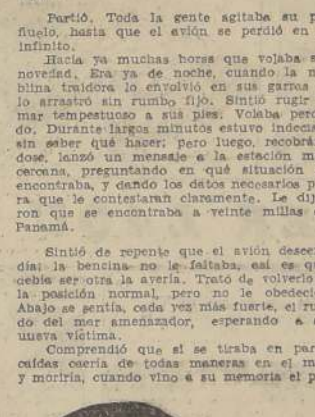 Partió. Toda la gente agitaba su p
ñuelo, hasta que el avión se perdió en
infinito.
Hacía ya muchas horas que volaba s
novedad. Era ya de noche, cuando la n
blina traidora lo envolvió en sus garras
lo arrastró sin rumbo fijo. Sintió rugir
mar tempestuoso a sus pies. Volaba perd
do. Durante largos minutos estuvo indecis
sin saber qué hacer; pero luego, recobrá
dose, lanzó un mensaje a la estación m
cercana, preguntando en qué situación
encontraba, y dando los datos necesarios p
ra que le contestaran claramente. Le dij
ron que se encontraba a veinte millas
Panamá.
Sintió de repente que el avión descen
día; la bencina no le faltaba, así es qu
debía ser otra la avería. Trató de volverlo
la posición normal, pero no le obedeció
Abajo se sentía, cada vez más fuerte, el ru
do del mar amenazador, esperando a
nueva víctima.
Comprendió que si se tiraba en par
caídas caería de todas maneras en el m
y moriría, cuando vino a su memoria el p